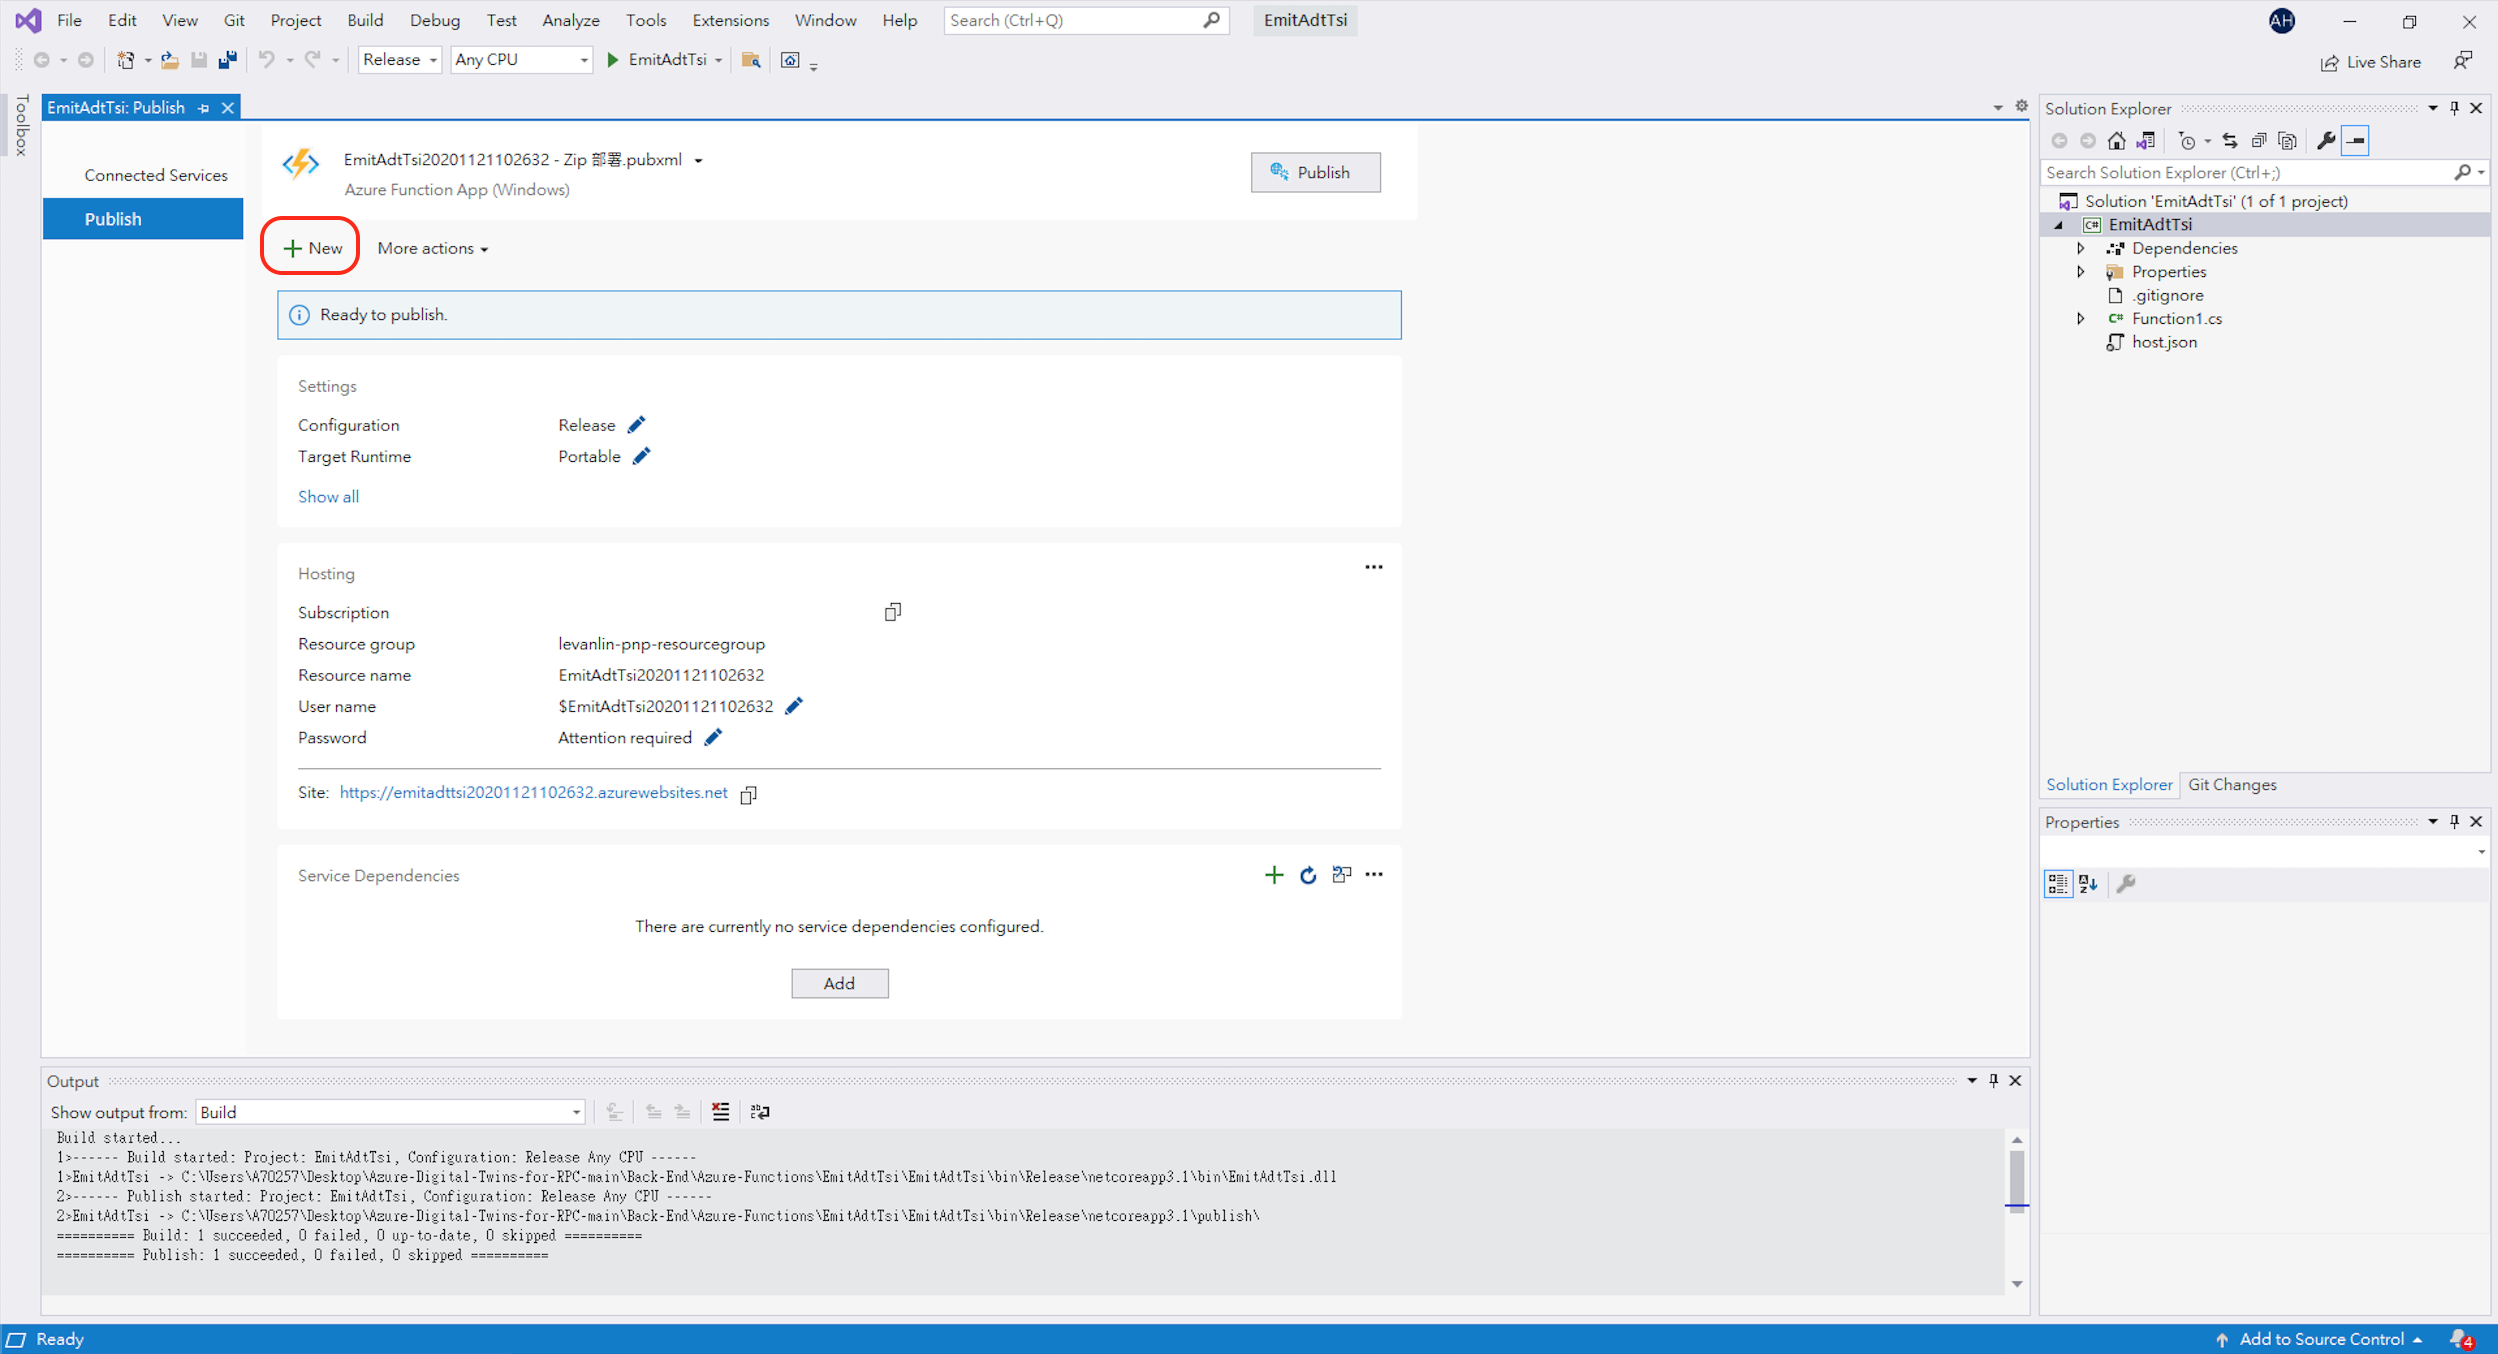 File Edit View Git Project Build Debug Test Analyze Tools Extensions Window Help Search (Ctrl+Q) EmitAdtTsi AH
Release Any CPU EmitAdtTsi Live Share
Toolbox
EmitAdtTsi: Publish
Connected Services
Publish
EmitAdtTsi20201121102632 - Zip 部署.pubxml
Azure Function App (Windows)
Publish
New More actions
Ready to publish.
Settings
Configuration Release
Target Runtime Portable
Show all
Hosting
Subscription
Resource group levanlin-pnp-resourcegroup
Resource name EmitAdtTsi20201121102632
User name $EmitAdtTsi20201121102632
Password Attention required
Site: https://emitadttsi20201121102632.azurewebsites.net
Service Dependencies
There are currently no service dependencies configured.
Add
Solution Explorer
Search Solution Explorer (Ctrl+;)
Solution 'EmitAdtTsi' (1 of 1 project)
C# EmitAdtTsi
Dependencies
Properties
.gitignore
C# Function1.cs
host.json
Solution Explorer Git Changes
Properties
Output
Show output from: Build
Build started...
1>------ Build started: Project: EmitAdtTsi, Configuration: Release Any CPU ------
1>EmitAdtTsi -> C:\Users\A70257\Desktop\Azure-Digital-Twins-for-RPC-main\Back-End\Azure-Functions\EmitAdtTsi\EmitAdtTsi\bin\Release\netcoreapp3.1\bin\EmitAdtTsi.dll
2>------ Publish started: Project: EmitAdtTsi, Configuration: Release Any CPU ------
2>EmitAdtTsi -> C:\Users\A70257\Desktop\Azure-Digital-Twins-for-RPC-main\Back-End\Azure-Functions\EmitAdtTsi\EmitAdtTsi\bin\Release\netcoreapp3.1\publish\
========== Build: 1 succeeded, 0 failed, 0 up-to-date, 0 skipped ==========
========== Publish: 1 succeeded, 0 failed, 0 skipped ==========
Ready Add to Source Control 4